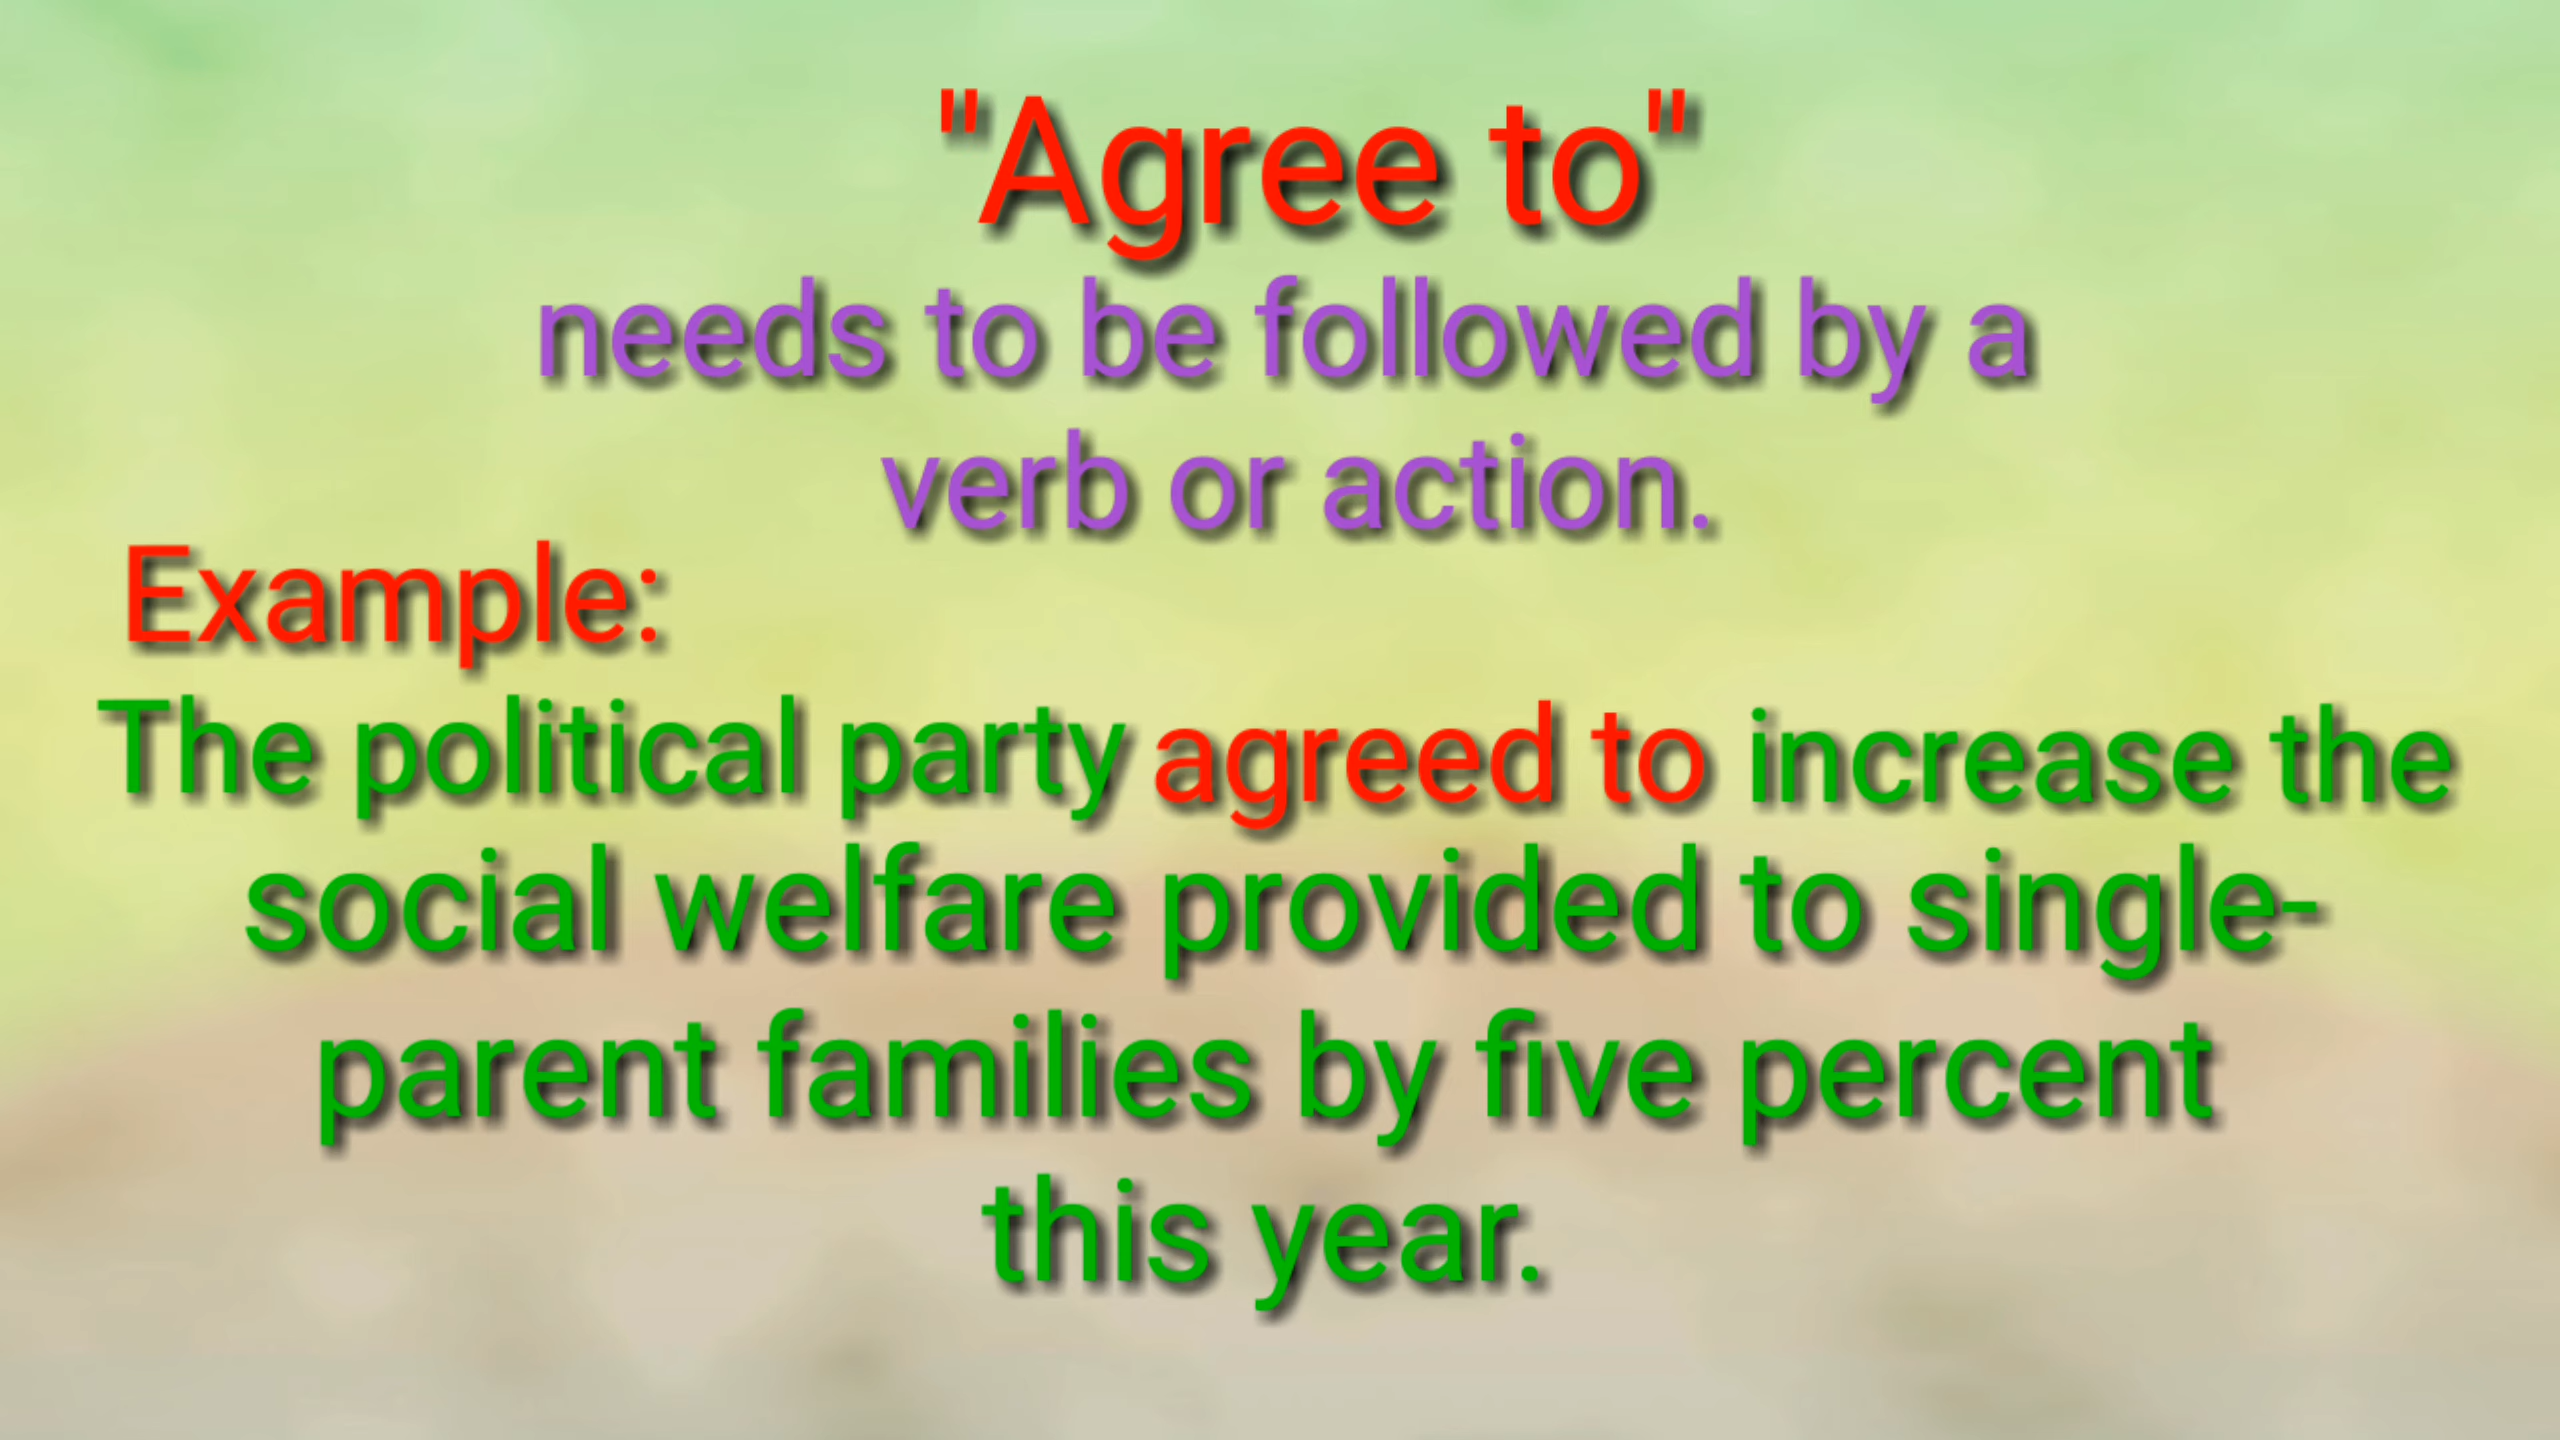 "Agree to"
needs to be followed by a
verb or action.
Example:
The political party agreed to increase the
social welfare provided to single-
parent families by five percent
this year.